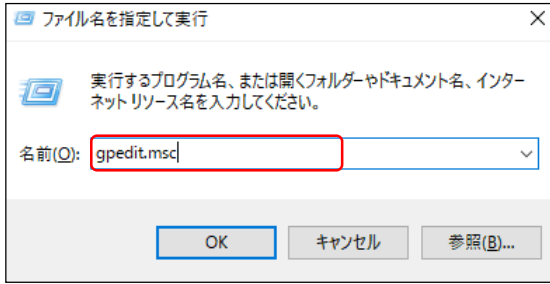 ファイル名を指定して実行
実行するプログラム名、または開くフォルダーやドキュメント名、インター
ネット リソース名を入力してください。
名前(O): gpedit.msc
OK キャンセル 参照(B)...